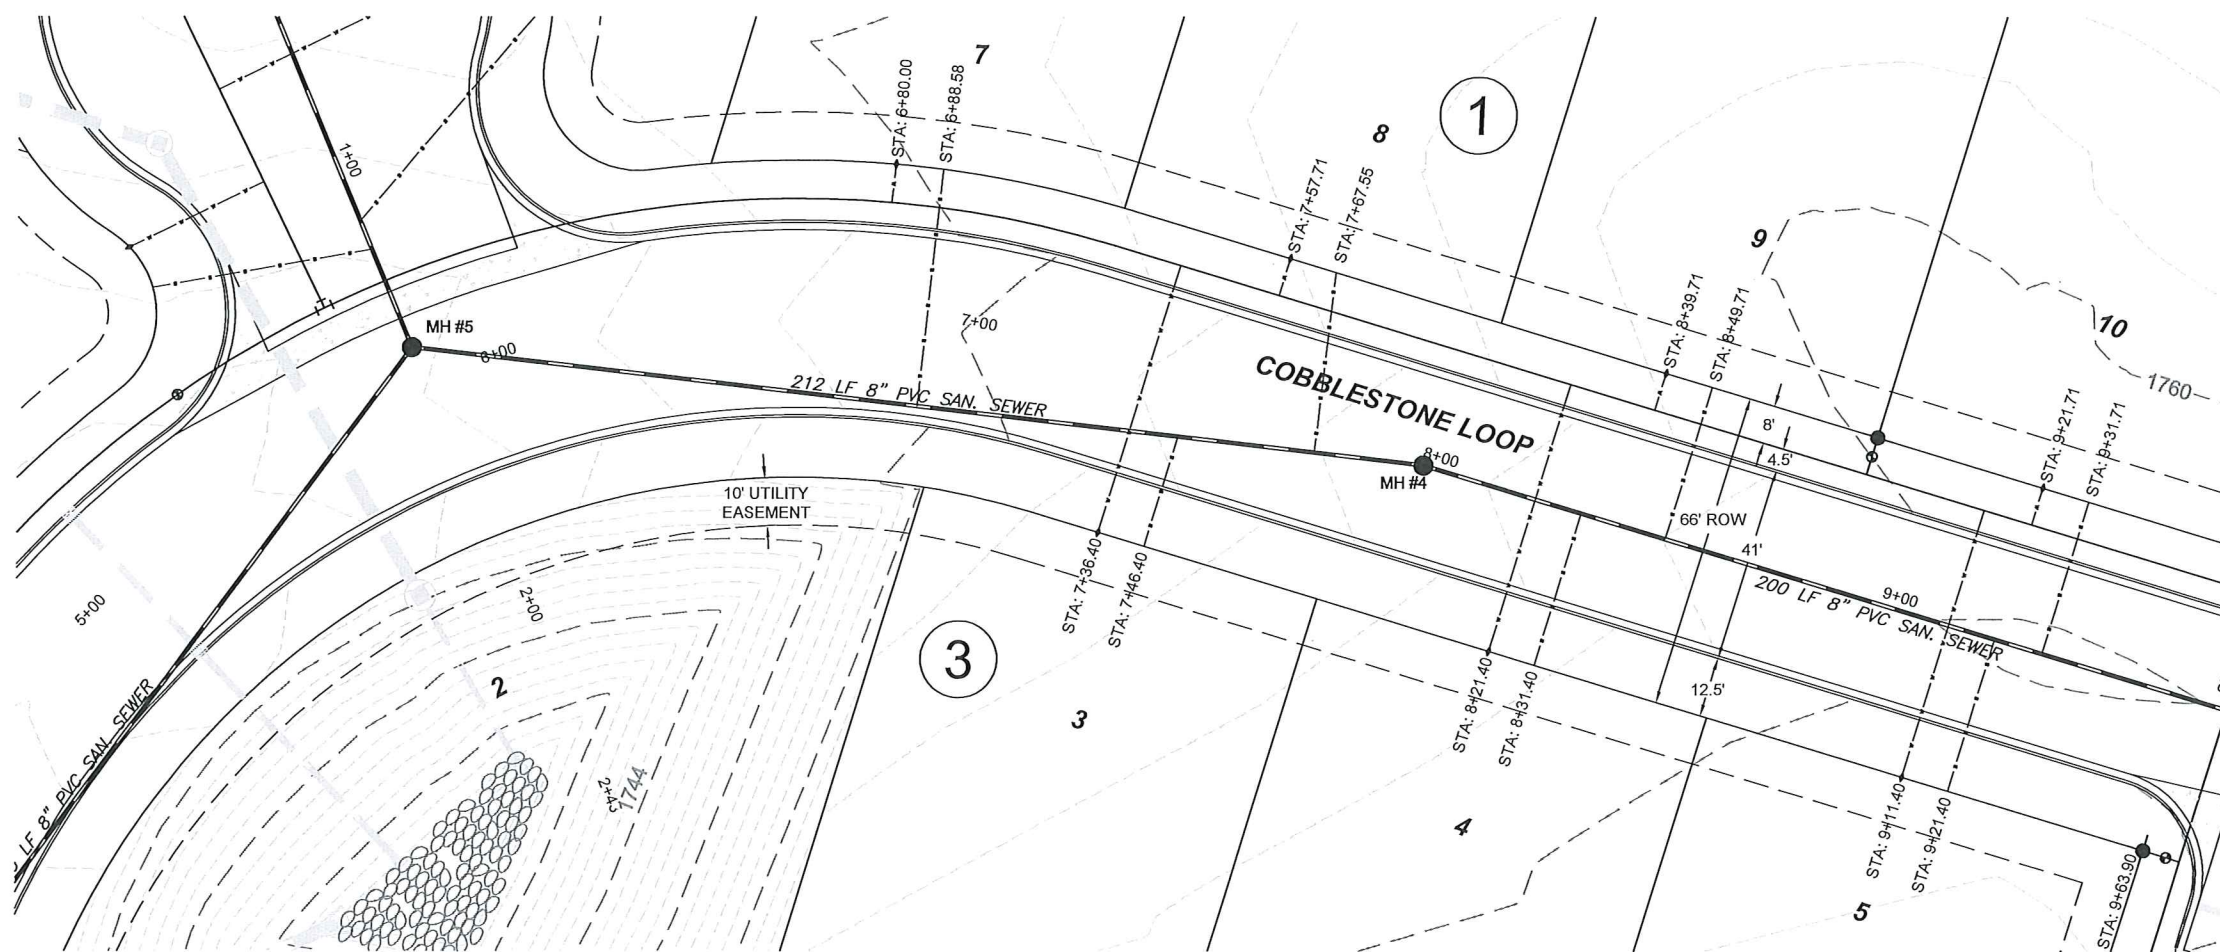 7
STA: 6+80.00
STA: 6+88.58
1
8
1+00
STA: 7+57.71
STA: 7+67.55
9
STA: 8+39.71
STA: 8+49.71
10
1760
MH #5
6+00
7+00
212 LF 8" PVC SAN. SEWER
COBBLESTONE LOOP
8+00
MH #4
8'
4.5'
STA: 9+21.71
STA: 9+31.71
10' UTILITY
EASEMENT
66' ROW
41'
200 LF 8" PVC SAN. SEWER
9+00
12.5'
5+00
2+00
STA: 7+36.40
STA: 7+46.40
3
2
3
STA: 8+21.40
STA: 8+31.40
LF 8" PVC SAN. SEWER
2+43
1744
4
STA: 9+11.40
STA: 9+21.40
5
STA: 9+63.90